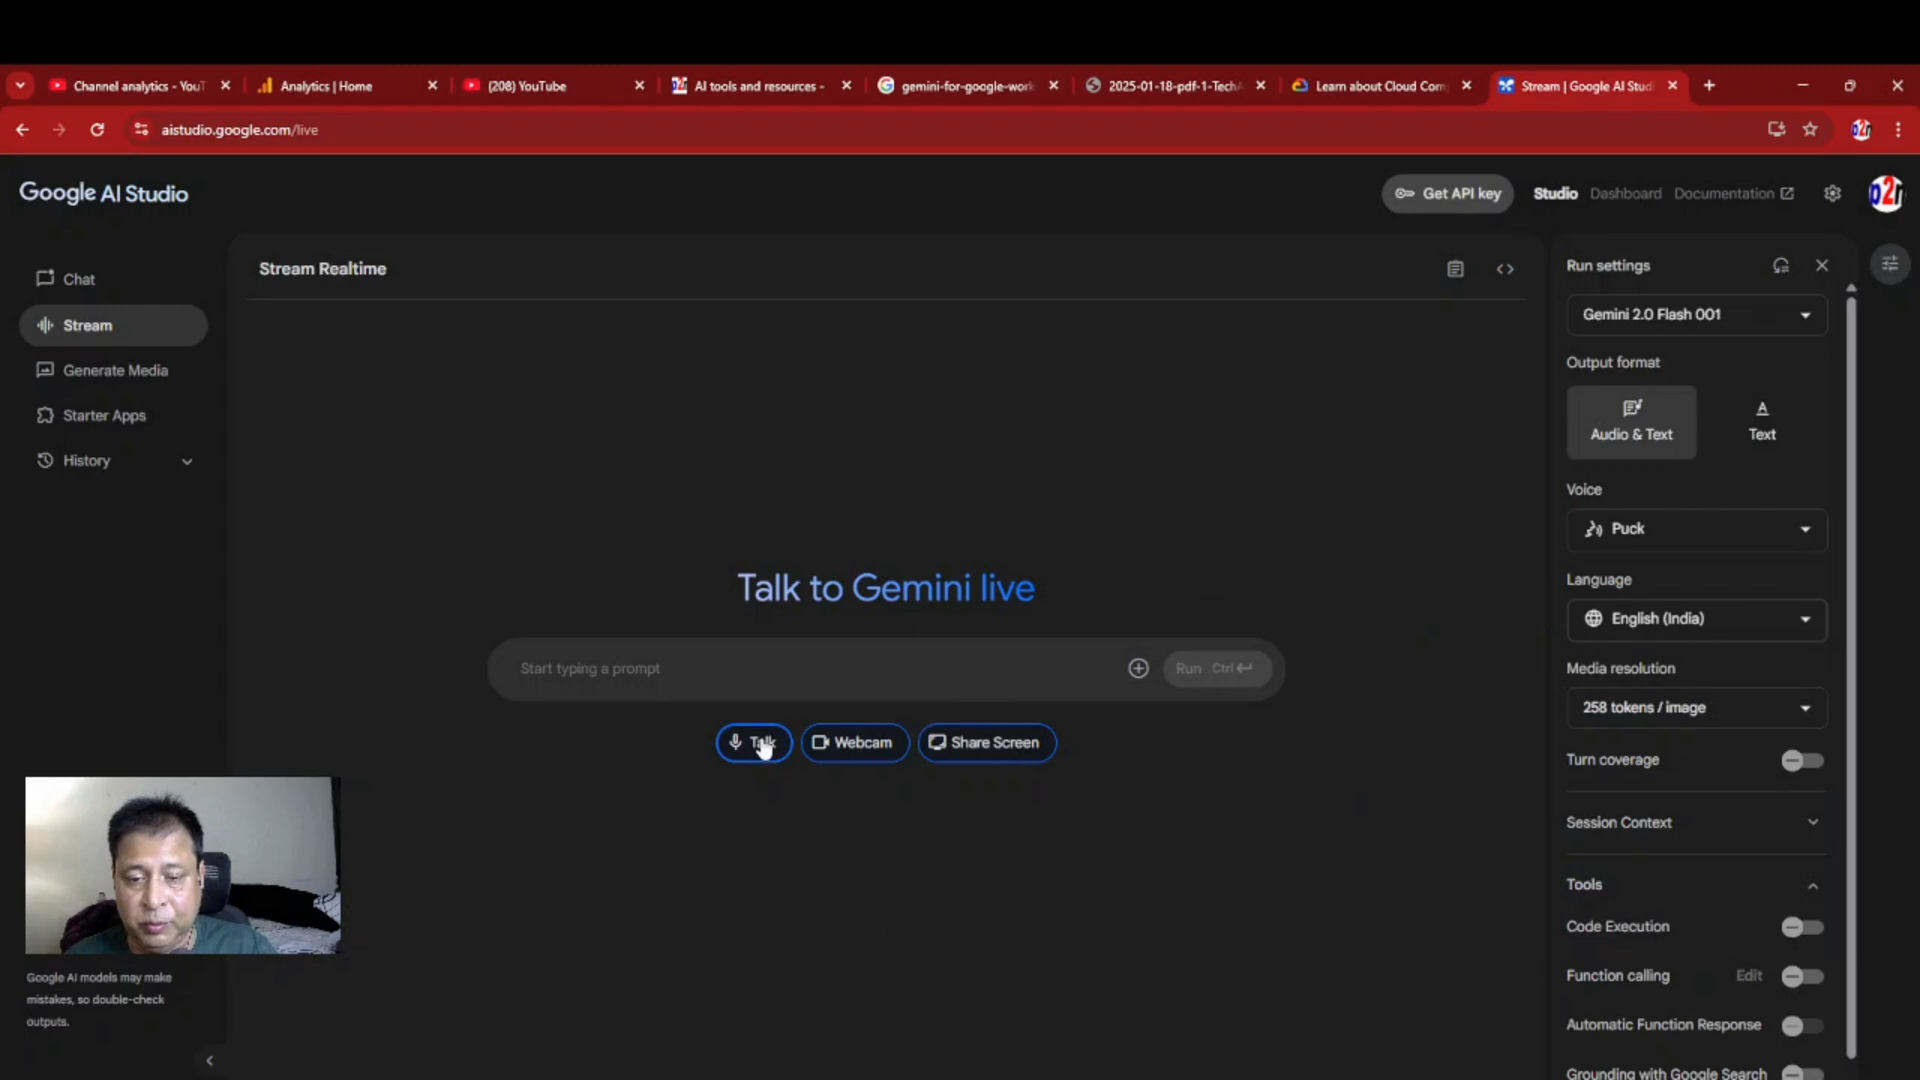 Channel analytics - YouT
Analytics | Home
(208) YouTube
AI tools and resources -
gemini-for-google-work
2025-01-18-pdf-1-TechA
Learn about Cloud Com
Stream | Google AI Studi
aistudio.google.com/live
Google AI Studio
Get API key
Studio
Dashboard
Documentation
Chat
Stream
Generate Media
Starter Apps
History
Stream Realtime
Talk to Gemini live
Start typing a prompt
Run Ctrl
Talk
Webcam
Share Screen
Run settings
Gemini 2.0 Flash 001
Output format
Audio & Text
A
Text
Voice
Puck
Language
English (India)
Media resolution
258 tokens / image
Turn coverage
Session Context
Tools
Code Execution
Function calling
Edit
Automatic Function Response
Grounding with Google Search
Google AI models may make
mistakes, so double-check
outputs.